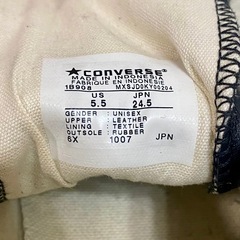 ★CONVERSE®
MADE IN INDONESIA
FABRIQUE EN INDONESIE
1B908 MXSJD0KY00204
US JPN
5.5 24.5
GENDER : UNISEX
UPPER : LEATHER
LINING : TEXTILE
OUTSOLE : RUBBER
6X 1007 JPN